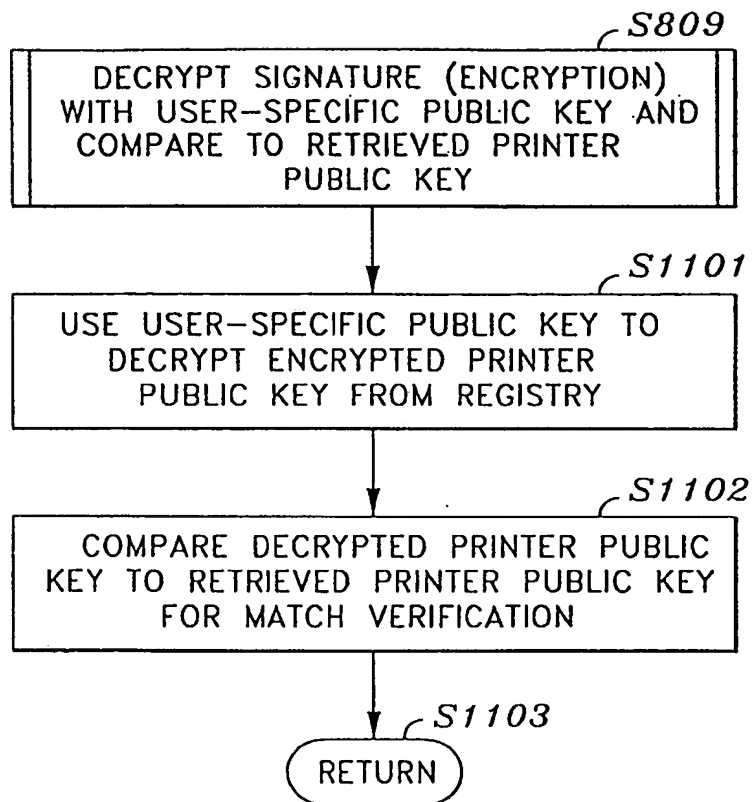 S809
DECRYPT SIGNATURE (ENCRYPTION)
WITH USER-SPECIFIC PUBLIC KEY AND
COMPARE TO RETRIEVED PRINTER
PUBLIC KEY
S1101
USE USER-SPECIFIC PUBLIC KEY TO
DECRYPT ENCRYPTED PRINTER
PUBLIC KEY FROM REGISTRY
S1102
COMPARE DECRYPTED PRINTER PUBLIC
KEY TO RETRIEVED PRINTER PUBLIC KEY
FOR MATCH VERIFICATION
S1103
RETURN